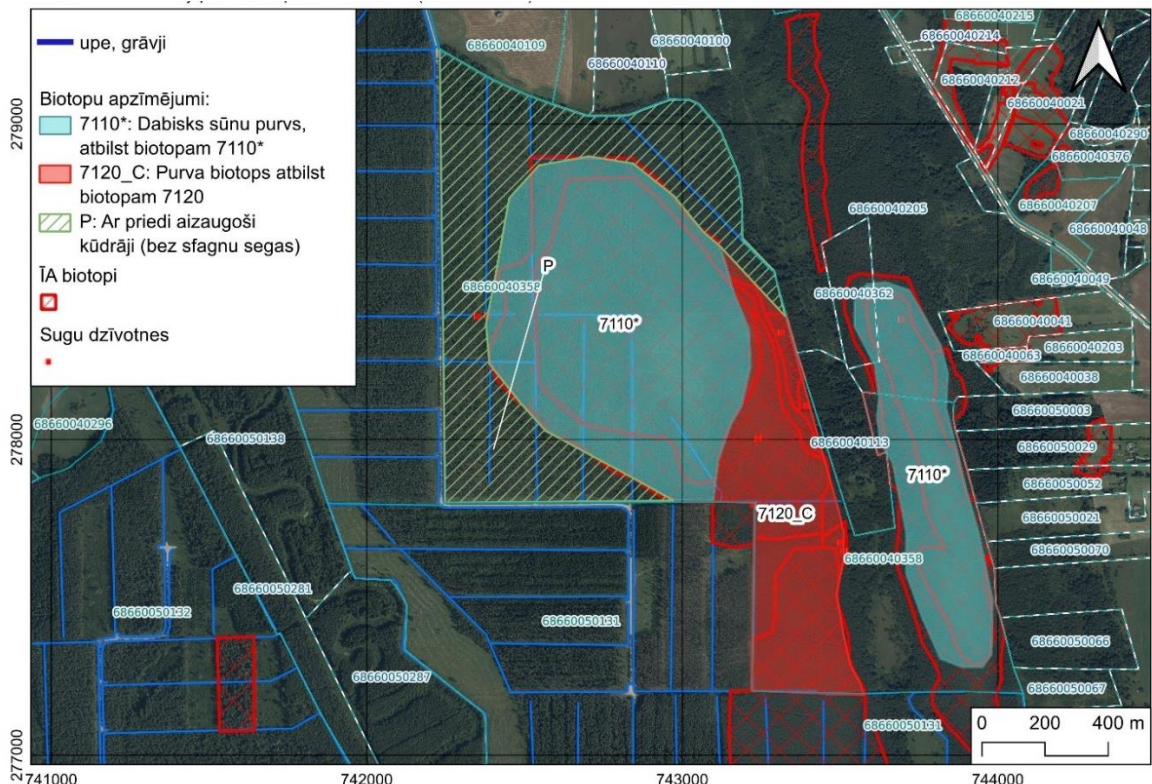 upe, grāvji
Biotopu apzīmējumi:
7110*: Dabisks sūnu purvs,
atbilst biotopam 7110*
7120_C: Purva biotops atbilst
biotopam 7120
P: Ar priedi aizaugoši
kūdrāji (bez sfagnu segas)
ĪA biotopi
Sugu dzīvotnes
68660040109
68660040100
68660040110
68660040215
68660040214
68660040212
68660040021
68660040290
68660040376
68660040207
68660040048
68660040205
68660040049
68660040358
P
7110*
68660040362
68660040041
68660040063
68660040203
68660040038
68660050003
68660040296
68660050138
68660040113
68660050029
7110*
68660050052
7120_C
68660050021
68660050070
68660040358
68660050281
68660050132
68660050131
68660050066
68660050287
68660050067
68660050131
0 200 400 m
279000
278000
277000
741000 742000 743000 744000